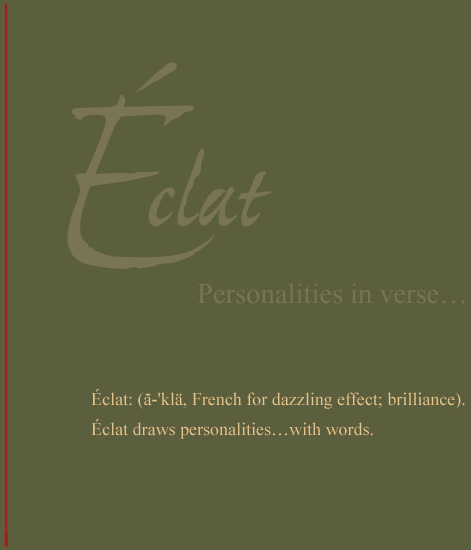 Éclat
Personalities in verse…
Éclat: (ā-'klä, French for dazzling effect; brilliance).
Éclat draws personalities…with words.